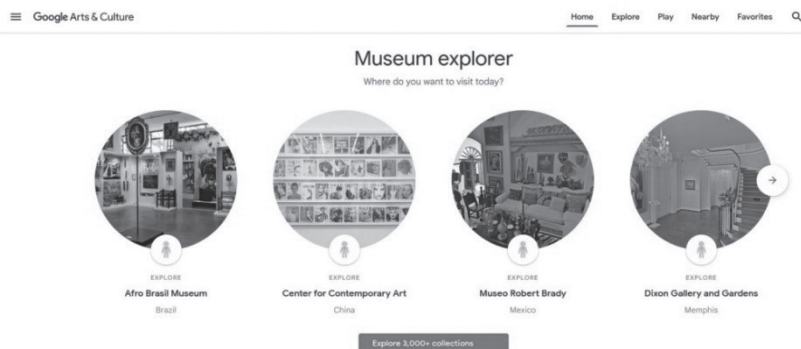 Google Arts & Culture
Home Explore Play Nearby Favorites
Museum explorer
Where do you want to visit today?
EXPLORE
Afro Brasil Museum
Brazil
EXPLORE
Center for Contemporary Art
China
EXPLORE
Museo Robert Brady
Mexico
EXPLORE
Dixon Gallery and Gardens
Memphis
Explore 3,000+ collections